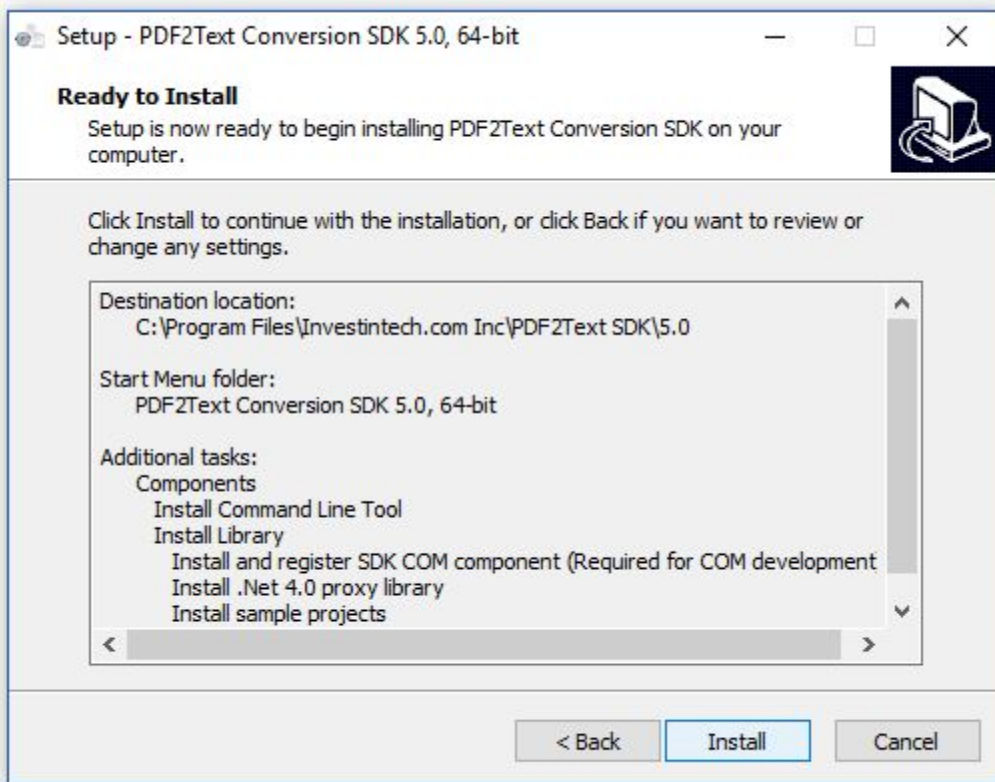 Setup - PDF2Text Conversion SDK 5.0, 64-bit
Ready to Install
Setup is now ready to begin installing PDF2Text Conversion SDK on your
computer.
Click Install to continue with the installation, or click Back if you want to review or
change any settings.
Destination location:
C:\Program Files\Investintech.com Inc\PDF2Text SDK\5.0
Start Menu folder:
PDF2Text Conversion SDK 5.0, 64-bit
Additional tasks:
Components
Install Command Line Tool
Install Library
Install and register SDK COM component (Required for COM development
Install .Net 4.0 proxy library
Install sample projects
< Back
Install
Cancel